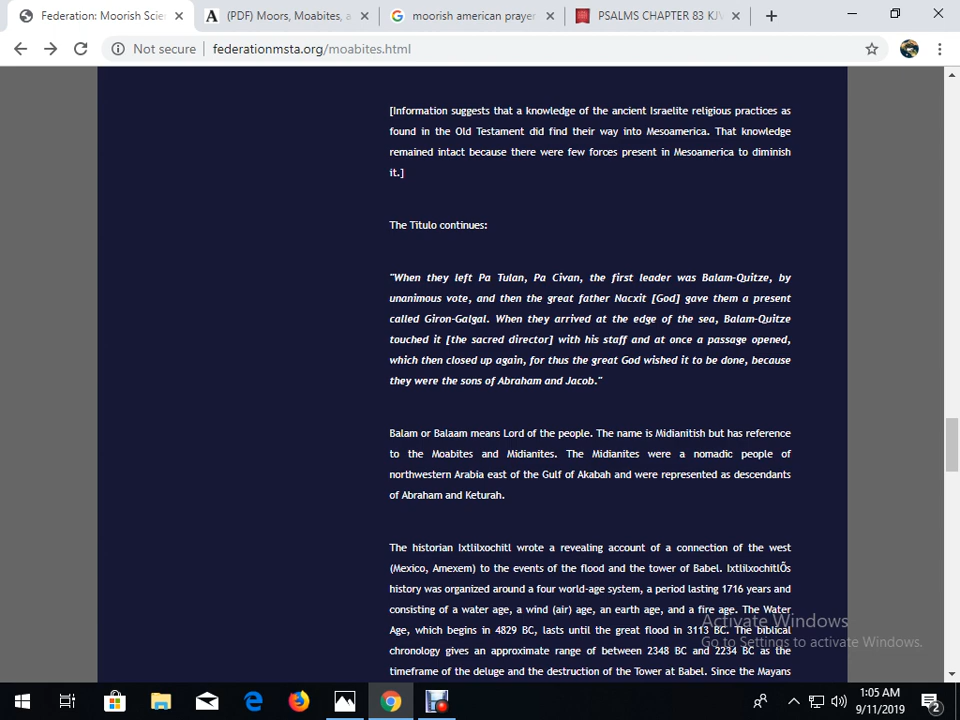 Federation: Moorish Scie
(PDF) Moors, Moabites, a
moorish american prayer
PSALMS CHAPTER 83 KJV
Not secure
federationmsta.org/moabites.html
[Information suggests that a knowledge of the ancient Israelite religious practices as
found in the Old Testament did find their way into Mesoamerica. That knowledge
remained intact because there were few forces present in Mesoamerica to diminish
it.]
The Titulo continues:
"When they left Pa Tulan, Pa Civan, the first leader was Balam-Quitze, by
unanimous vote, and then the great father Nacxit [God] gave them a present
called Giron-Galgal. When they arrived at the edge of the sea, Balam-Quitze
touched it [the sacred director] with his staff and at once a passage opened,
which then closed up again, for thus the great God wished it to be done, because
they were the sons of Abraham and Jacob."
Balam or Balaam means Lord of the people. The name is Midianitish but has reference
to the Moabites and Midianites. The Midianites were a nomadic people of
northwestern Arabia east of the Gulf of Akabah and were represented as descendants
of Abraham and Keturah.
The historian Ixtlilxochitl wrote a revealing account of a connection of the west
(Mexico, Amexem) to the events of the flood and the tower of Babel. IxtlilxochitlÕs
history was organized around a four world-age system, a period lasting 1716 years and
consisting of a water age, a wind (air) age, an earth age, and a fire age. The Water
Age, which begins in 4829 BC, lasts until the great flood in 3113 BC. The biblical
chronology gives an approximate range of between 2348 BC and 2234 BC as the
timeframe of the deluge and the destruction of the Tower at Babel. Since the Mayans
Activate Windows
Go to Settings to activate Windows.
1:05 AM
9/11/2019
2